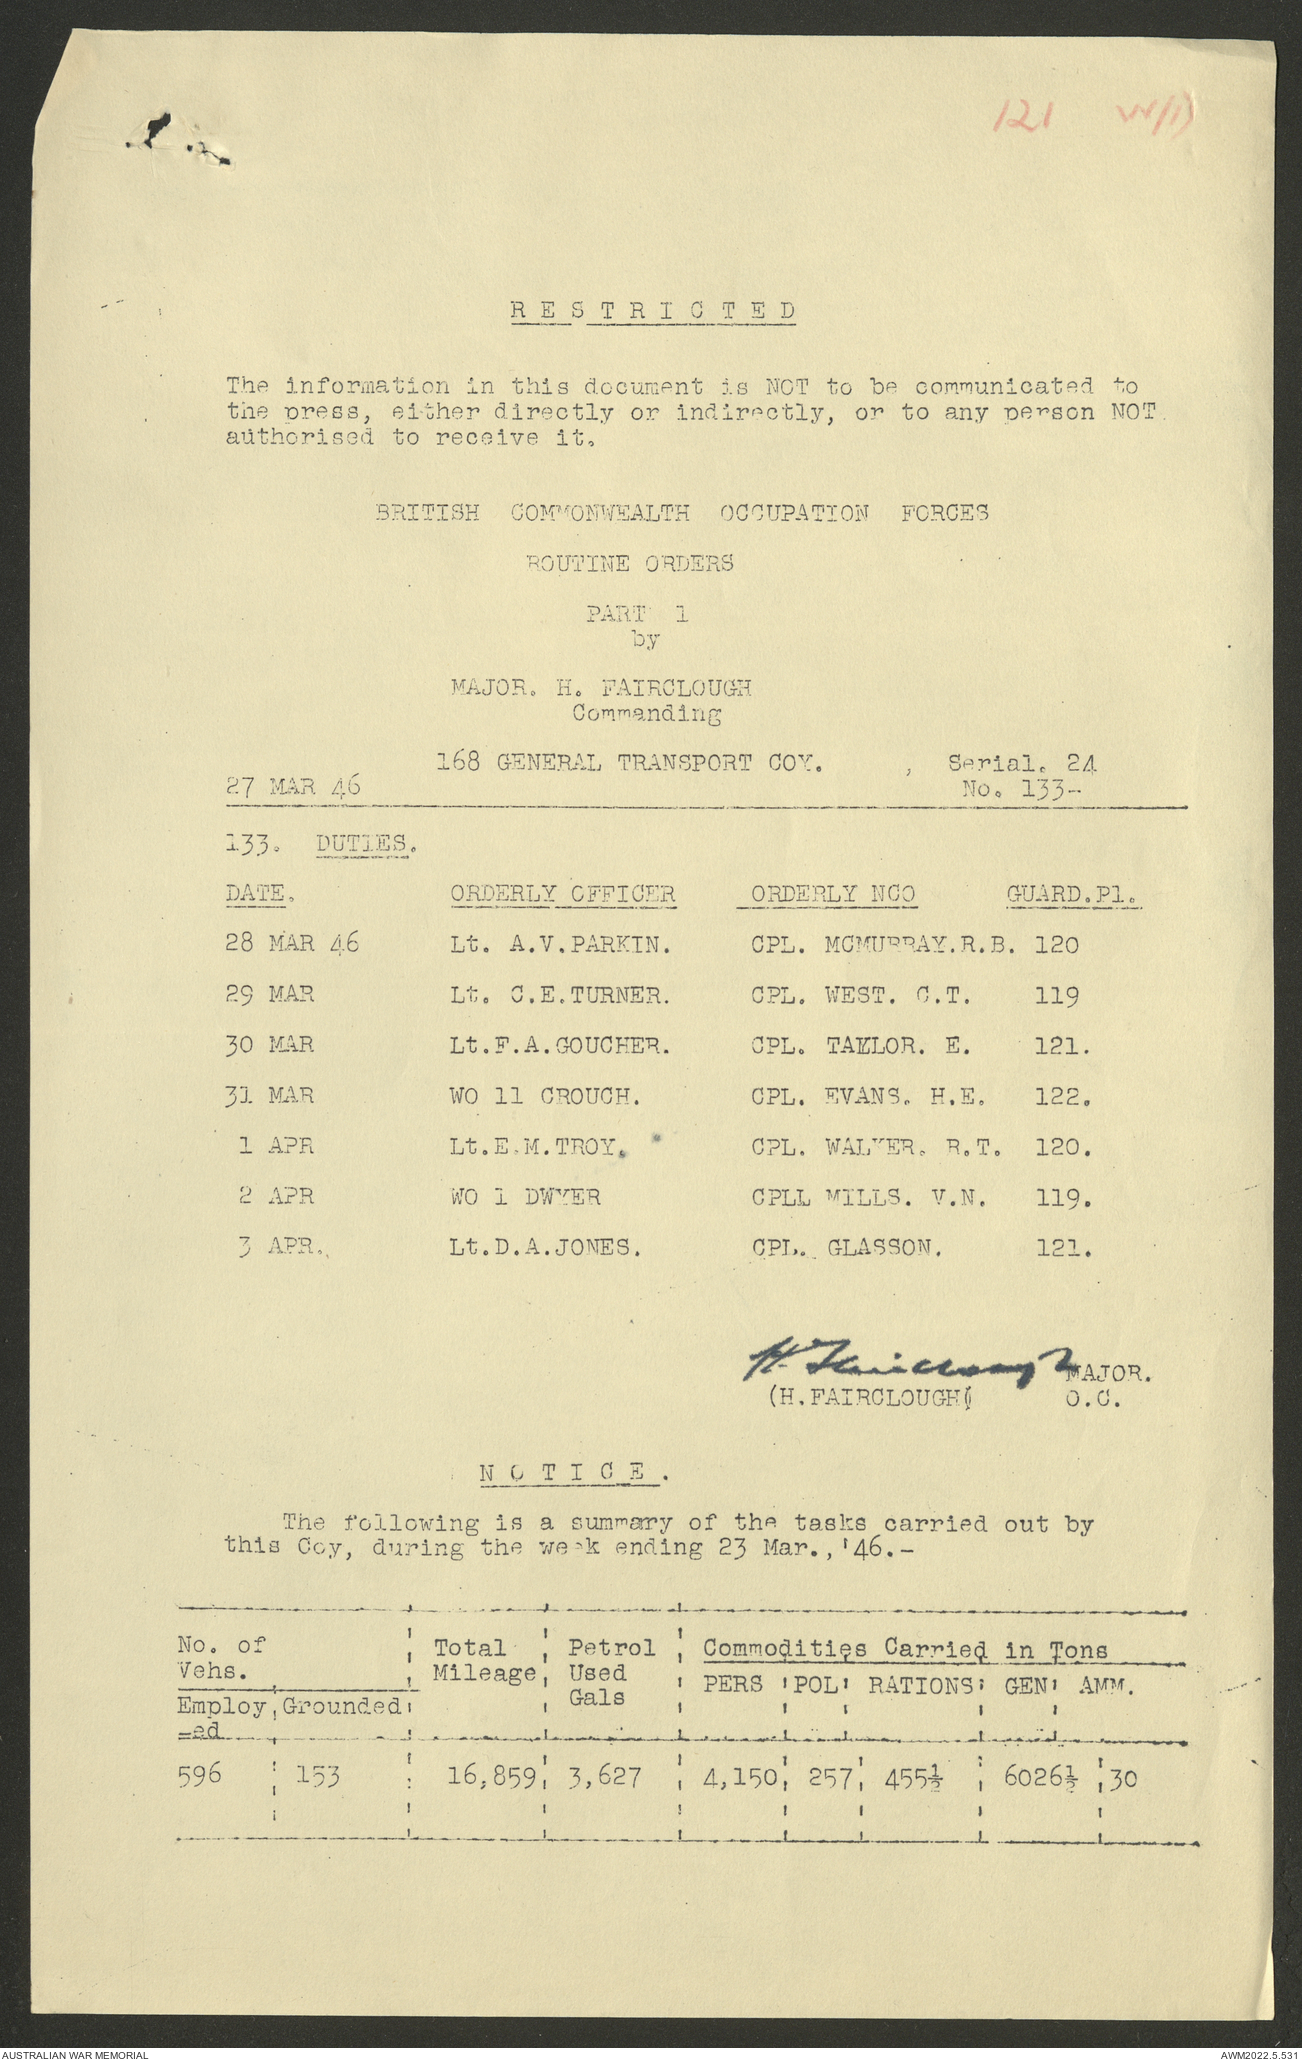 121
R E S T R I C T E D
The information in this document is NOT to be communicated to
the press, either directly or indirectly, or to any person NOT
authorised to receive it.
BRITISH COMMONWEALTH OCCUPATION FORCES
ROUTINE ORDERS
PART 1
by
MAJOR. H. FAIRCLOUGH
Commanding
168 GENERAL TRANSPORT COY. , Serial. 24
27 MAR 46 No. 133-
133. DUTIES.
DATE. ORDERLY OFFICER ORDERLY NCO GUARD.Pl.
28 MAR 46 Lt. A.V.PARKIN. CPL. MCMURRAY.R.B. 120
29 MAR Lt. C.E.TURNER. CPL. WEST. C.T. 119
30 MAR Lt.F.A.GOUCHER. CPL. E. 121.
31 MAR WO 11 CROUCH. CPL. EVANS. H.E. 122.
1 APR Lt.E.M.TROY. CPL. WALKER. R.T. 120.
2 APR WO 1 DWYER CPLL MILLS. V.N. 119.
3 APR. Lt.D.A.JONES. CPL. GLASSON. 121.
H. Fairclough MAJOR.
(H.FAIRCLOUGH( O.C.
N O T I C E .
The following is a summary of the tasks carried out by
this Coy, during the week ending 23 Mar.,'46.-
No. of Total Petrol Commodities Carried in Tons
Vehs. Mileage Used PERS POL RATIONS GEN AMM.
Gals
Employ Grounded
-ed
596 153 16,859 3,627 4,150 257 455½ 6026½ 30
AUSTRALIAN WAR MEMORIAL AWM2022.5.531